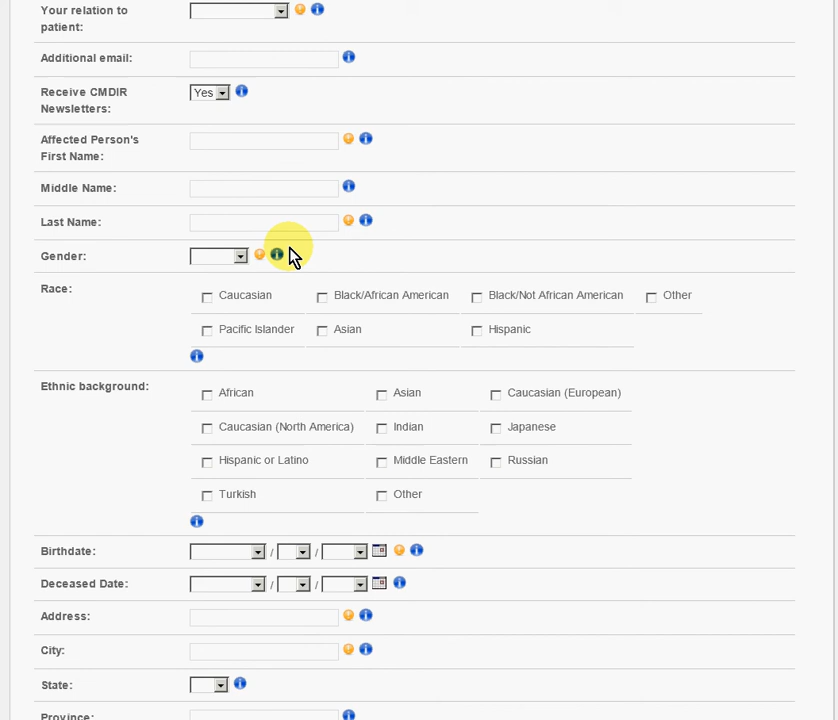 Your relation to
patient:
Additional email:
Receive CMDIR
Newsletters:
Yes
Affected Person's
First Name:
Middle Name:
Last Name:
Gender:
Race:
Caucasian
Black/African American
Black/Not African American
Other
Pacific Islander
Asian
Hispanic
Ethnic background:
African
Asian
Caucasian (European)
Caucasian (North America)
Indian
Japanese
Hispanic or Latino
Middle Eastern
Russian
Turkish
Other
Birthdate:
/
/
Deceased Date:
/
/
Address:
City:
State:
Province: